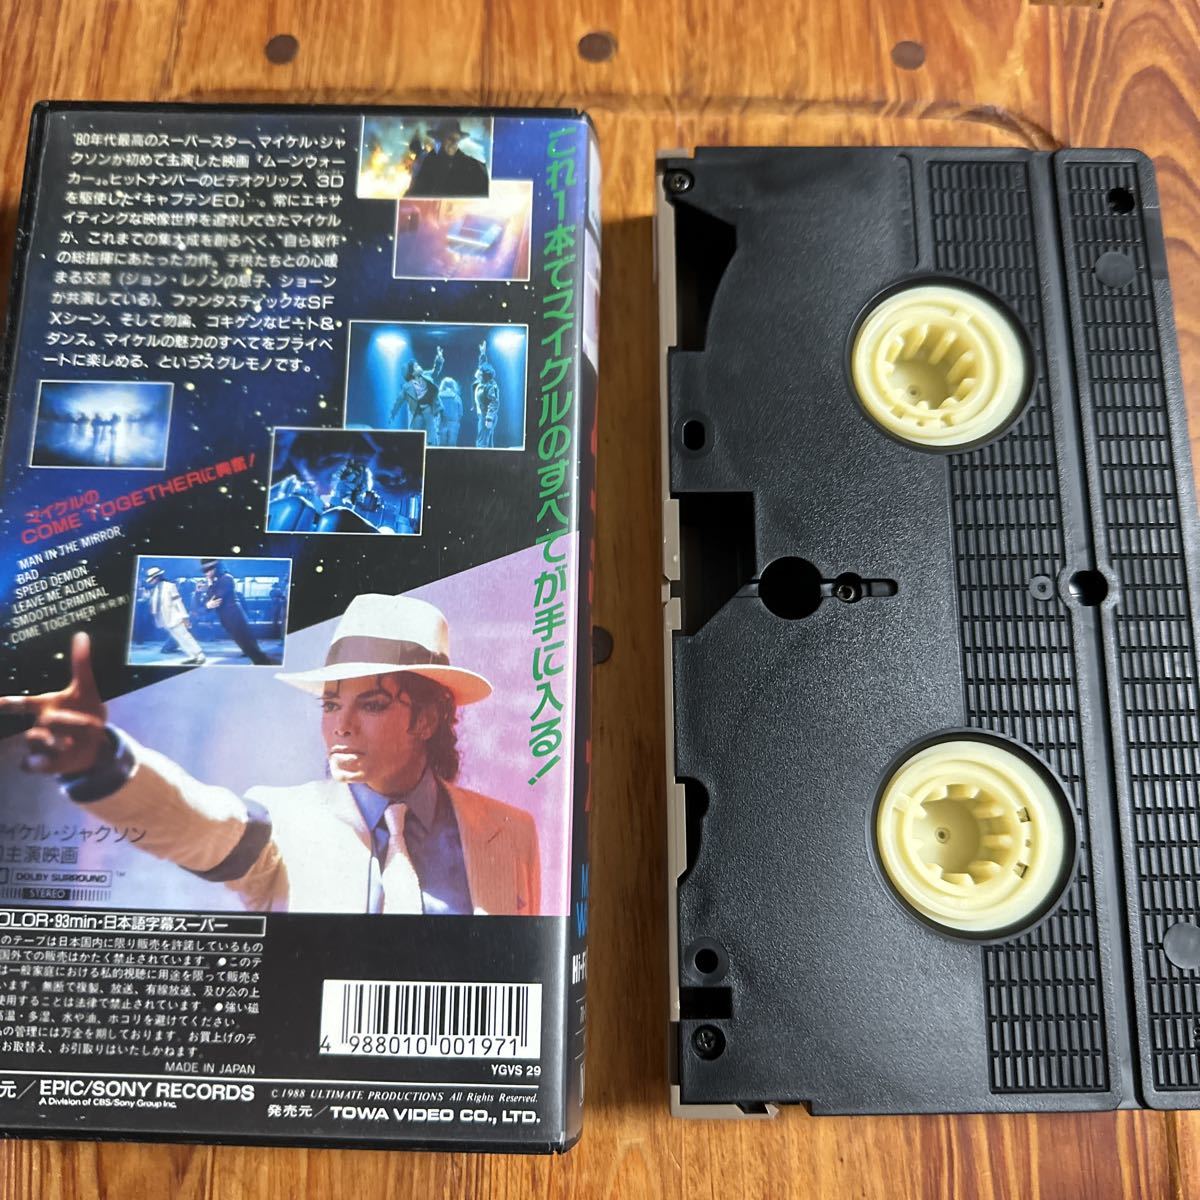 '80年代最高のスーパースター、マイケル・ジャ
クソンが初めて主演した映画『ムーンウォー
カー』。ヒットナンバーのビデオクリップ、3D
を駆使した『キャプテンEO』…。常にエキサ
イティングな映像世界を追求してきたマイケル
が、これまでの集大成を創るべく、自ら製作
の総指揮にあたった力作。子供たちとの心暖
まる交流（ジョン・レノンの息子、ショーン
が共演している）、ファンタスティックなSF
Xシーン、そして勿論、ゴキゲンなビート&
ダンス。マイケルの魅力のすべてをプライベ
ートに楽しめる、というスグレモノです。
これ1本でマイケルのすべてが手に入る!
マイケルの
COME TOGETHERに興奮!
MAN IN THE MIRROR
BAD
SPEED DEMON
LEAVE ME ALONE
SMOOTH CRIMINAL
COME TOGETHER(未発表)
マイケル・ジャクソン
主演映画
DOLBY SURROUND™
STEREO
OLOR・93min・日本語字幕スーパー
のテープは日本国内に限り販売を許諾しているもの
国外での販売はかたく禁止されています。●このテ
は一般家庭における私的視聴に用途を限って販売さ
います。無断で複製、放送、有線放送、及び公の上
使用することは法律で禁止されています。●強い磁
高温・多湿、水や油、ホコリを避けてください。
品の管理には万全を期しております。お買上げのテ
お取替え、お引取りはいたしかねます。
MADE IN JAPAN
4 988010 001971
YGVS 29
元／EPIC/SONY RECORDS
A Division of CBS/Sony Group Inc.
© 1988 ULTIMATE PRODUCTIONS All Rights Reserved.
発売元／TOWA VIDEO CO., LTD.
Hi-Fi